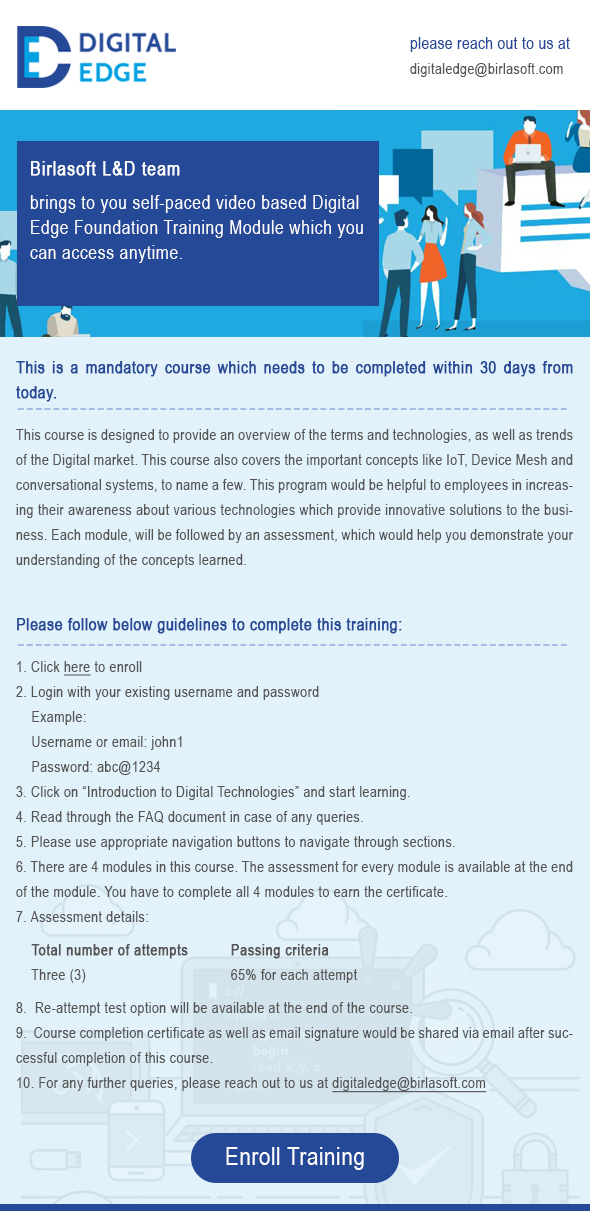 DIGITAL
EDGE
please reach out to us at
digitaledge@birlasoft.com
Birlasoft L&D team
brings to you self-paced video based Digital
Edge Foundation Training Module which you
can access anytime.
This is a mandatory course which needs to be completed within 30 days from
today.
This course is designed to provide an overview of the terms and technologies, as well as trends
of the Digital market. This course also covers the important concepts like IoT, Device Mesh and
conversational systems, to name a few. This program would be helpful to employees in increas-
ing their awareness about various technologies which provide innovative solutions to the busi-
ness. Each module, will be followed by an assessment, which would help you demonstrate your
understanding of the concepts learned.
Please follow below guidelines to complete this training:
1. Click here to enroll
2. Login with your existing username and password
Example:
Username or email: john1
Password: abc@1234
3. Click on “Introduction to Digital Technologies” and start learning.
4. Read through the FAQ document in case of any queries.
5. Please use appropriate navigation buttons to navigate through sections.
6. There are 4 modules in this course. The assessment for every module is available at the end
of the module. You have to complete all 4 modules to earn the certificate.
7. Assessment details:
Total number of attempts Passing criteria
Three (3) 65% for each attempt
8. Re-attempt test option will be available at the end of the course.
9. Course completion certificate as well as email signature would be shared via email after suc-
cessful completion of this course.
begin
read x, y, z
10. For any further queries, please reach out to us at digitaledge@birlasoft.com
Enroll Training